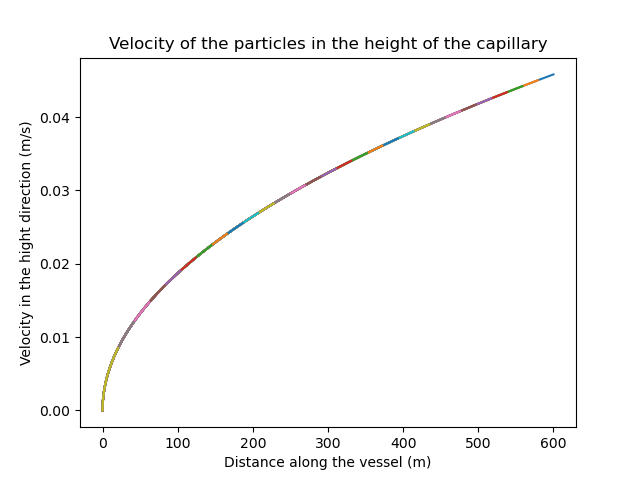 Velocity of the particles in the height of the capillary
Velocity in the hight direction (m/s)
0.04
0.03
0.02
0.01
0.00
0 100 200 300 400 500 600
Distance along the vessel (m)